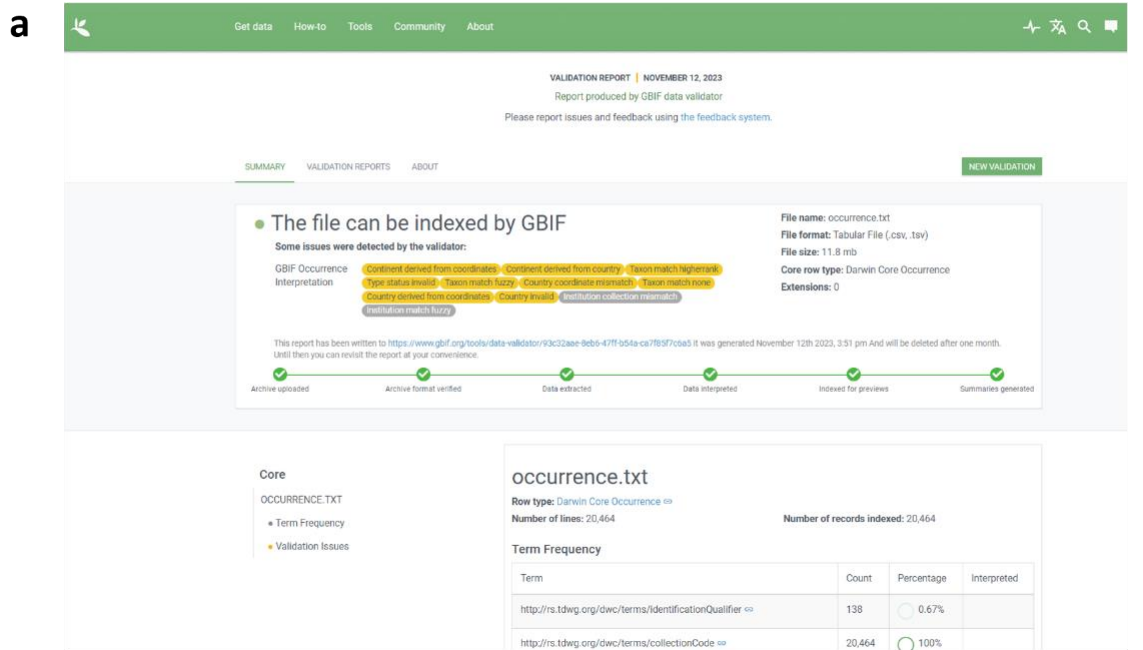 a
Get data How-to Tools Community About
VALIDATION REPORT | NOVEMBER 12, 2023
Report produced by GBIF data validator
Please report issues and feedback using the feedback system.
SUMMARY VALIDATION REPORTS ABOUT NEW VALIDATION
The file can be indexed by GBIF
Some issues were detected by the validator:
GBIF Occurrence Interpretation
Continent derived from coordinates Continent derived from country Taxon match higherrank
Type status invalid Taxon match fuzzy Country coordinate mismatch Taxon match none
Country derived from coordinates Country invalid Institution collection mismatch
Institution match fuzzy
File name: occurrence.txt
File format: Tabular File (.csv, .tsv)
File size: 11.8 mb
Core row type: Darwin Core Occurrence
Extensions: 0
This report has been written to https://www.gbif.org/tools/data-validator/93c32aae-8eb6-47ff-b54a-ca7f85f7c6a5 it was generated November 12th 2023, 3:51 pm And will be deleted after one month.
Until then you can revisit the report at your convenience.
Archive uploaded Archive format verified Data extracted Data interpreted Indexed for previews Summaries generated
Core
OCCURRENCE.TXT
Term Frequency
Validation Issues
occurrence.txt
Row type: Darwin Core Occurrence
Number of lines: 20,464 Number of records indexed: 20,464
Term Frequency
Term Count Percentage Interpreted
http://rs.tdwg.org/dwc/terms/identificationQualifier 138 0.67%
http://rs.tdwg.org/dwc/terms/collectionCode 20,464 100%